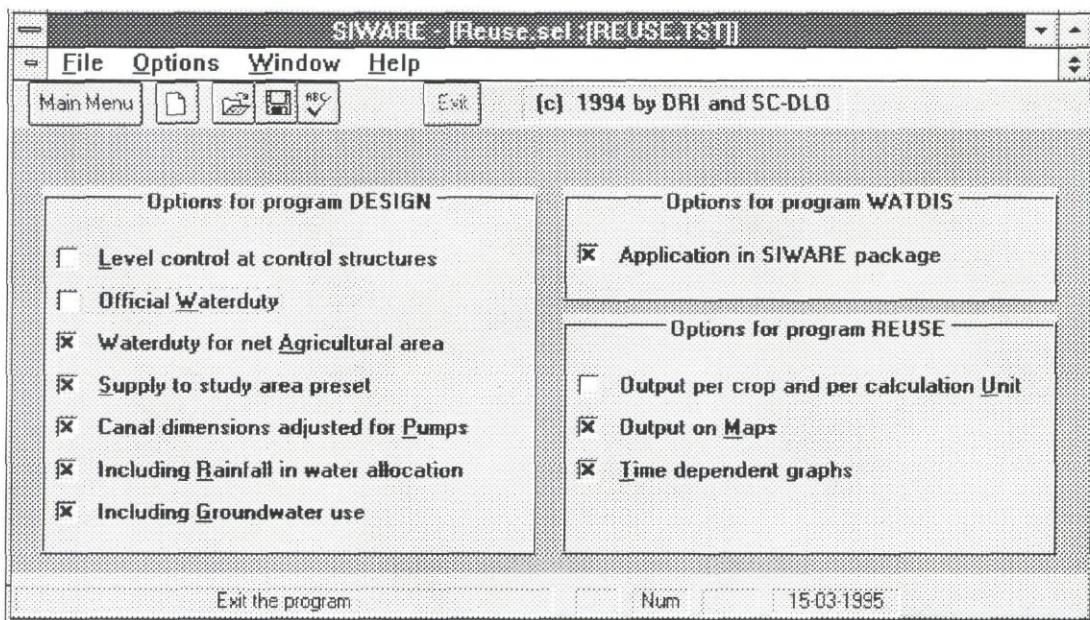 SIWARE - [Reuse.sel :[REUSE.TST]]
File Options Window Help
Main Menu ABC Exit (c) 1994 by DRI and SC-DLO
Options for program DESIGN
Level control at control structures
Official Waterduty
Waterduty for net Agricultural area
Supply to study area preset
Canal dimensions adjusted for Pumps
Including Rainfall in water allocation
Including Groundwater use
Options for program WATDIS
Application in SIWARE package
Options for program REUSE
Output per crop and per calculation Unit
Output on Maps
Time dependent graphs
Exit the program Num 15-03-1995